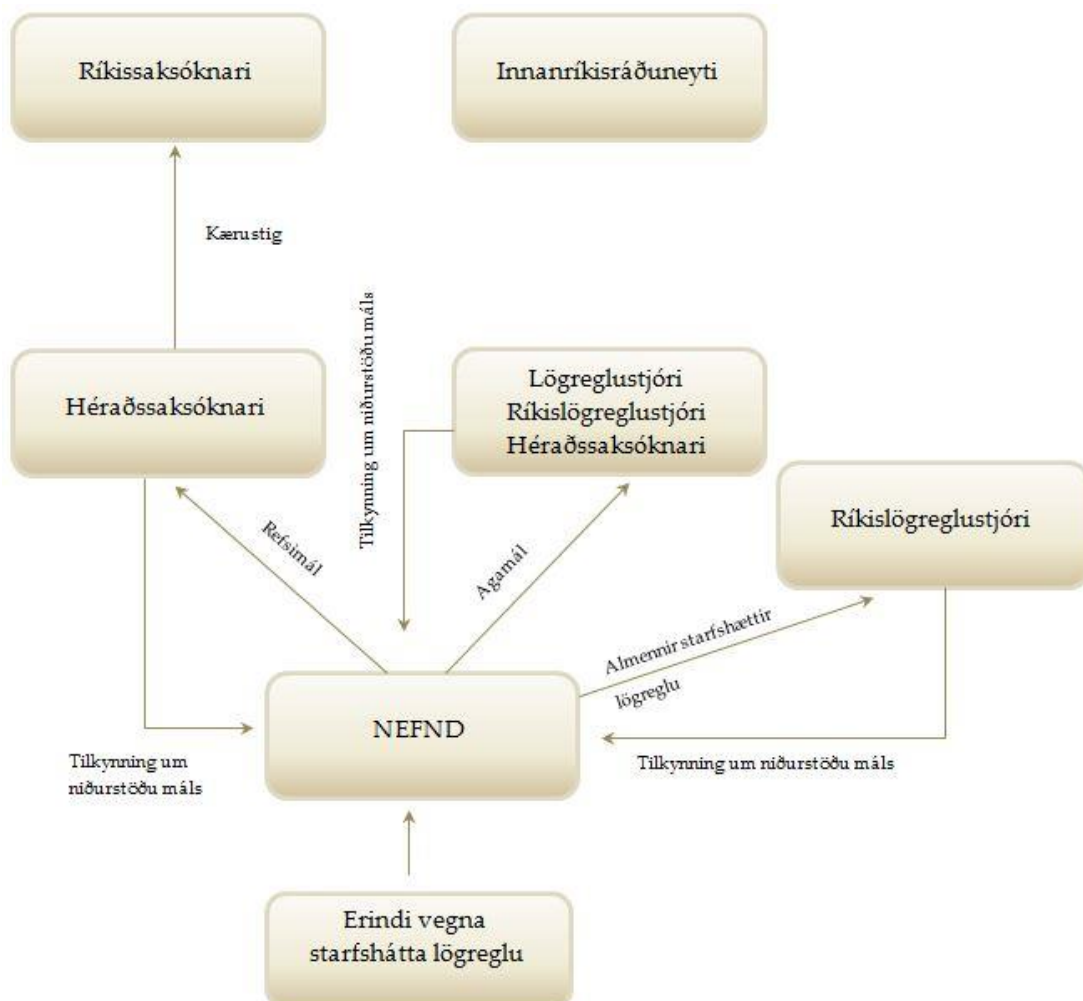 Ríkissaksóknari
Innanríkisráðuneyti
Kærustig
Tilkynning um niðurstöðu máls
Héraðssaksóknari
Lögreglustjóri
Ríkislögreglustjóri
Héraðssaksóknari
Ríkislögreglustjóri
Refsimál
Agamál
Almennir starfshættir
lögreglu
NEFND
Tilkynning um
niðurstöðu máls
Tilkynning um niðurstöðu máls
Erindi vegna
starfshátta lögreglu